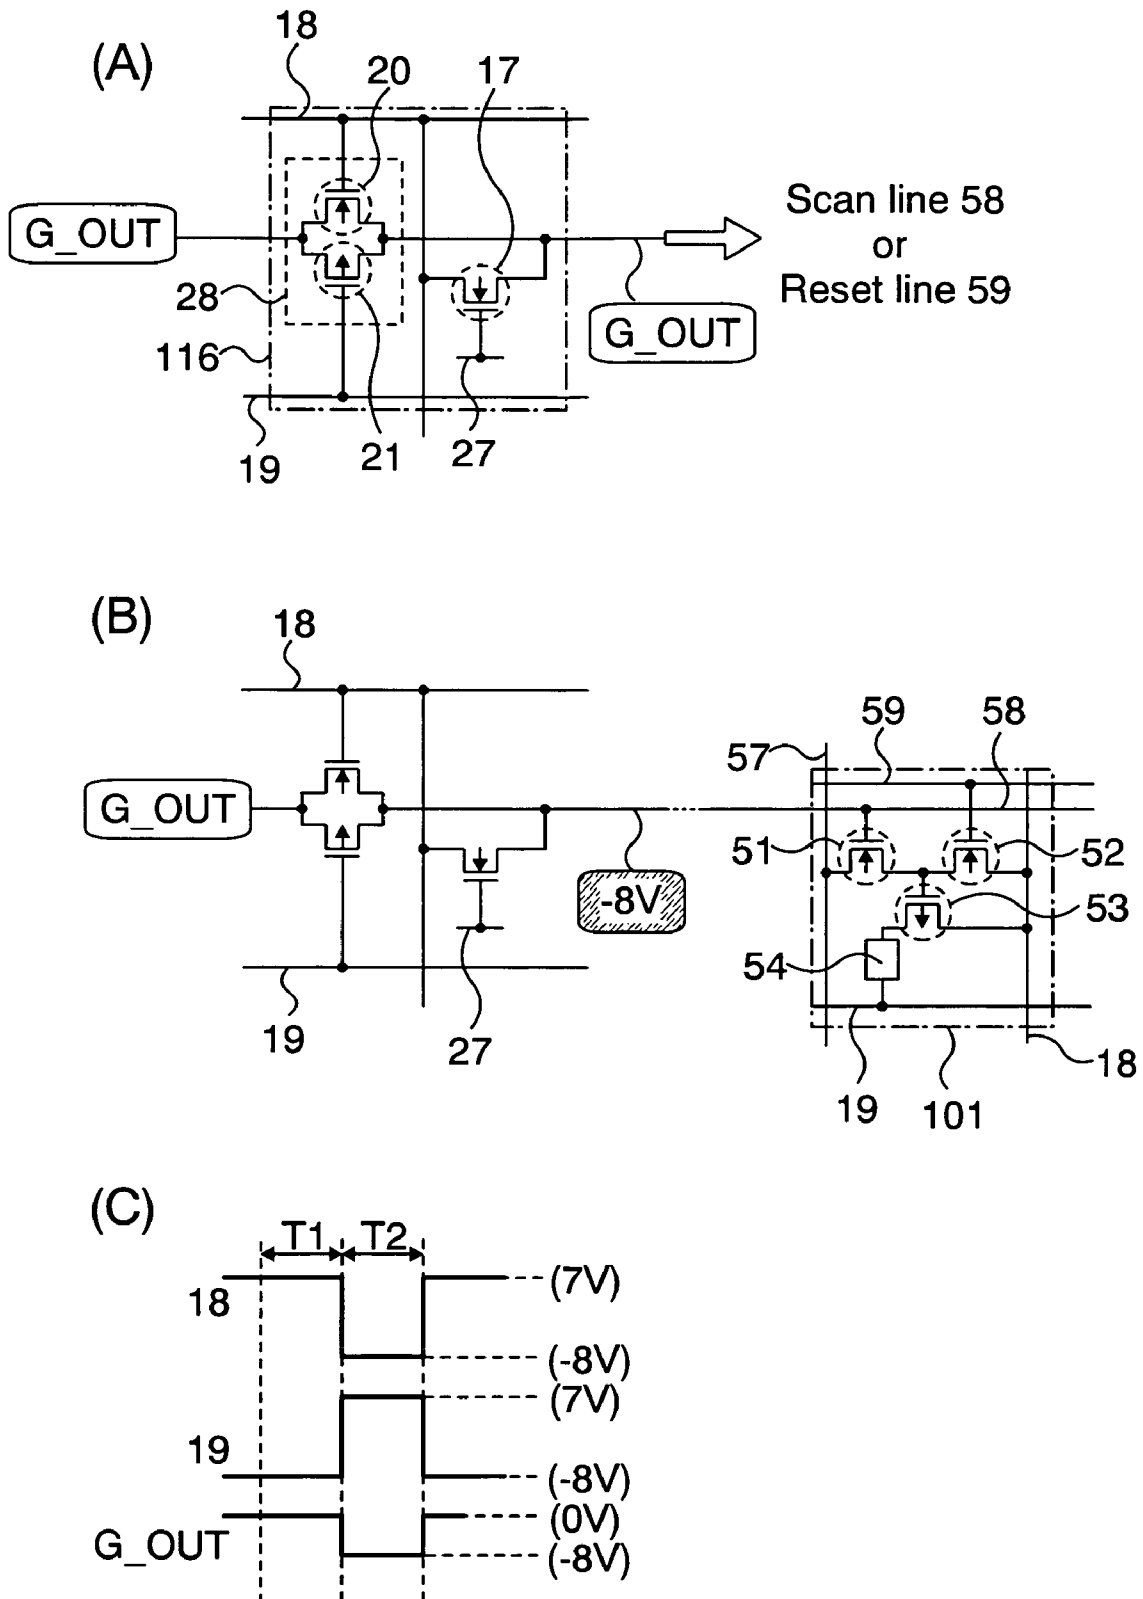 (A)
18
20
17
G_OUT
Scan line 58
or
Reset line 59
28
G_OUT
116
19
21
27
(B)
18
59
58
57
G_OUT
51
52
-8V
53
54
19
27
18
19
101
(C)
T1
T2
18
(7V)
(-8V)
(7V)
19
(-8V)
(0V)
G_OUT
(-8V)